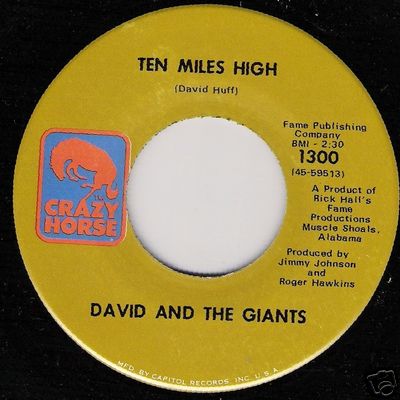 TEN MILES HIGH
(David Huff)
Fame Publishing
Company
BMI - 2:30
1300
(45-59513)
A Product of
Rick Hall's
Fame
Productions
Muscle Shoals,
Alabama
Produced by
Jimmy Johnson
and
Roger Hawkins
CRAZY
HORSE
DAVID AND THE GIANTS
MFD. BY CAPITOL RECORDS, INC. U.S.A.